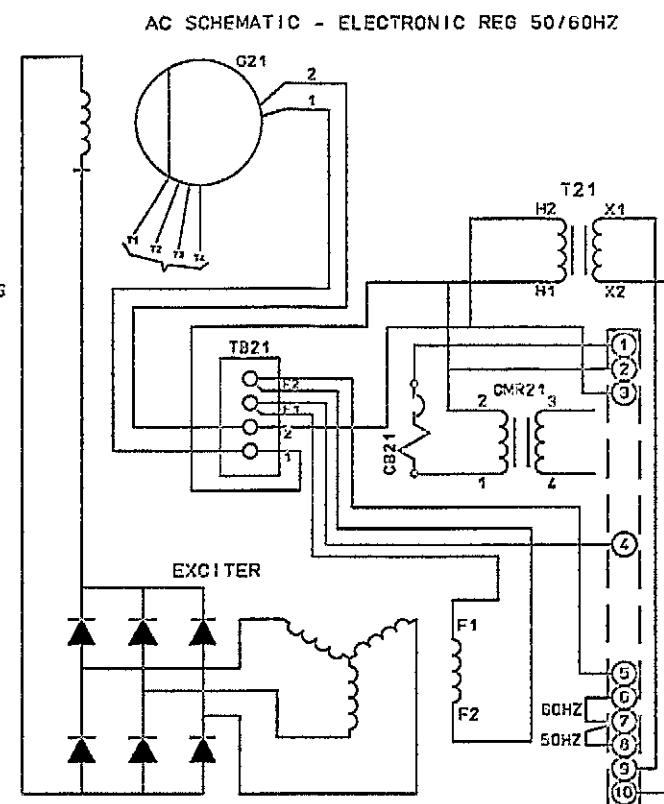 AC SCHEMATIC - ELECTRONIC REG 50/60HZ
G21
2
1
T1 T2 T3 T4
T21
H2 X1
H1 X2
S
TB21
F2
F1
2
1
CB21
CMR21
2 3
1 4
1
2
3
4
EXCITER
F1
F2
5
6
60HZ
7
50HZ
8
9
10